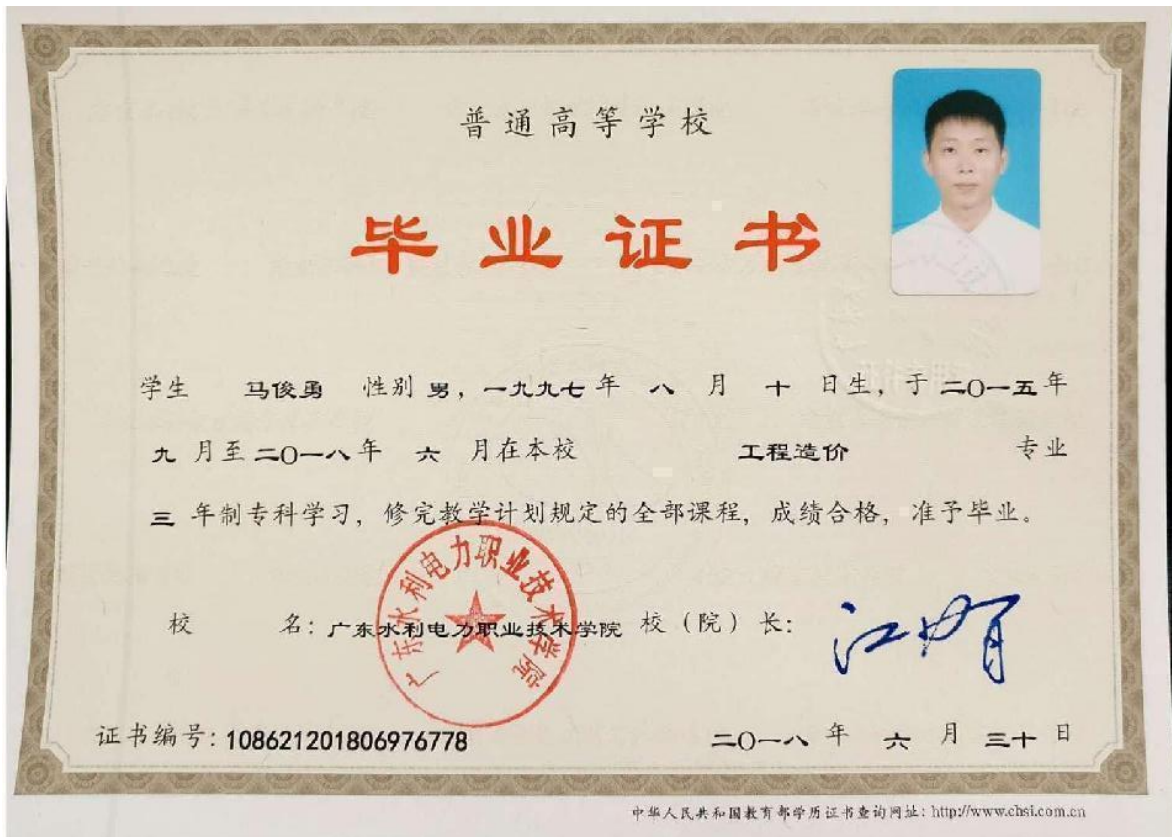 普通高等学校
毕业证书
学生 马俊勇 性别 男，一九九七年 八 月 十 日生，于二〇一五年
九 月至二〇一八年 六 月在本校 工程造价 专业
三 年制专科学习，修完教学计划规定的全部课程，成绩合格，准予毕业。
广东水利电力职业技术学院
校 名：广东水利电力职业技术学院 校（院）长：
证书编号：108621201806976778 二〇一八 年 六 月 三十 日
中华人民共和国教育部学历证书查询网址：http://www.chsi.com.cn